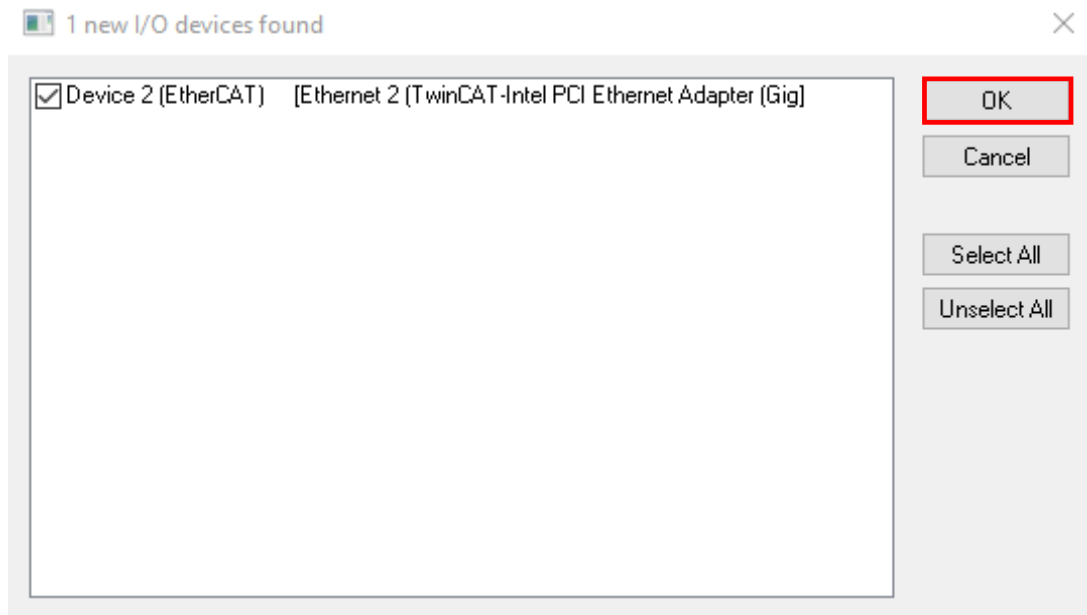 1 new I/O devices found
Device 2 (EtherCAT) [Ethernet 2 (TwinCAT-Intel PCI Ethernet Adapter (Gig]
OK
Cancel
Select All
Unselect All